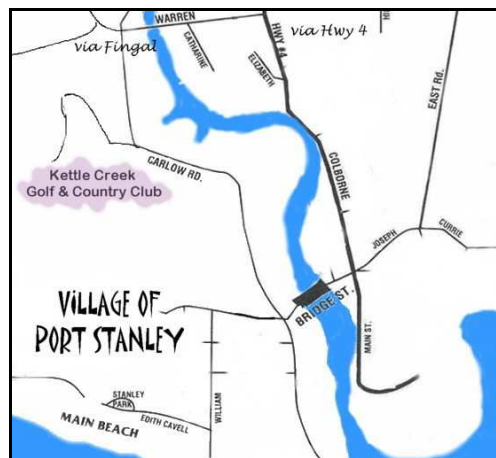 WARREN
via Fingal
CATHARINE
HWY #4
via Hwy 4
ELIZABETH
EAST Rd.
COLBORNE
CARLOW RD.
Kettle Creek
Golf & Country Club
JOSEPH
CURRIE
VILLAGE OF
PORT STANLEY
BRIDGE ST.
MAIN ST.
STANLEY
PARK
EDITH CAVELL
WILLIAM
MAIN BEACH